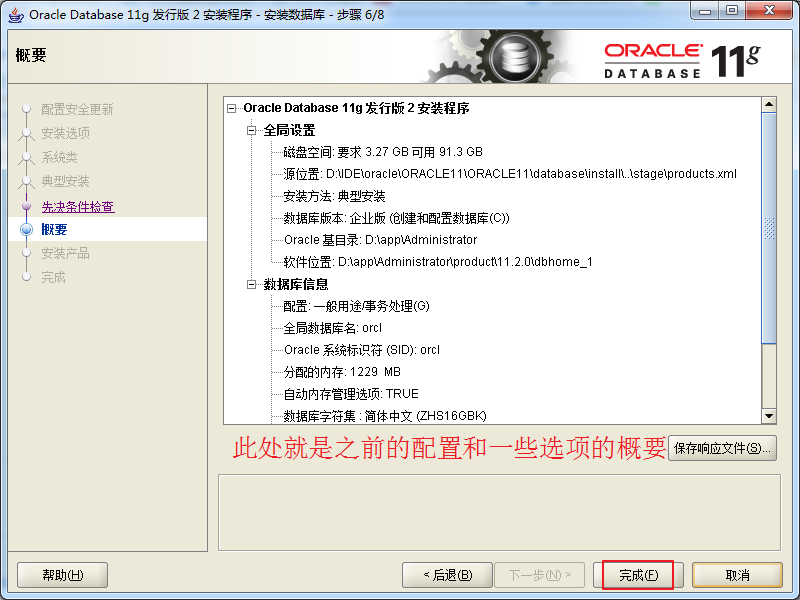 Oracle Database 11g 发行版 2 安装程序 - 安装数据库 - 步骤 6/8
概要
ORACLE
DATABASE
11g
配置安全更新
安装选项
系统类
典型安装
先决条件检查
概要
安装产品
完成
Oracle Database 11g 发行版 2 安装程序
全局设置
磁盘空间: 要求 3.27 GB 可用 91.3 GB
源位置: D:\IDE\oracle\ORACLE11\ORACLE11\database\install\..\stage\products.xml
安装方法: 典型安装
数据库版本: 企业版 (创建和配置数据库(C))
Oracle 基目录: D:\app\Administrator
软件位置: D:\app\Administrator\product\11.2.0\dbhome_1
数据库信息
配置: 一般用途/事务处理(G)
全局数据库名: orcl
Oracle 系统标识符 (SID): orcl
分配的内存: 1229 MB
自动内存管理选项: TRUE
数据库字符集 : 简体中文 (ZHS16GBK)
此处就是之前的配置和一些选项的概要
保存响应文件(S)...
帮助(H)
< 后退(B)
下一步(N) >
完成(F)
取消